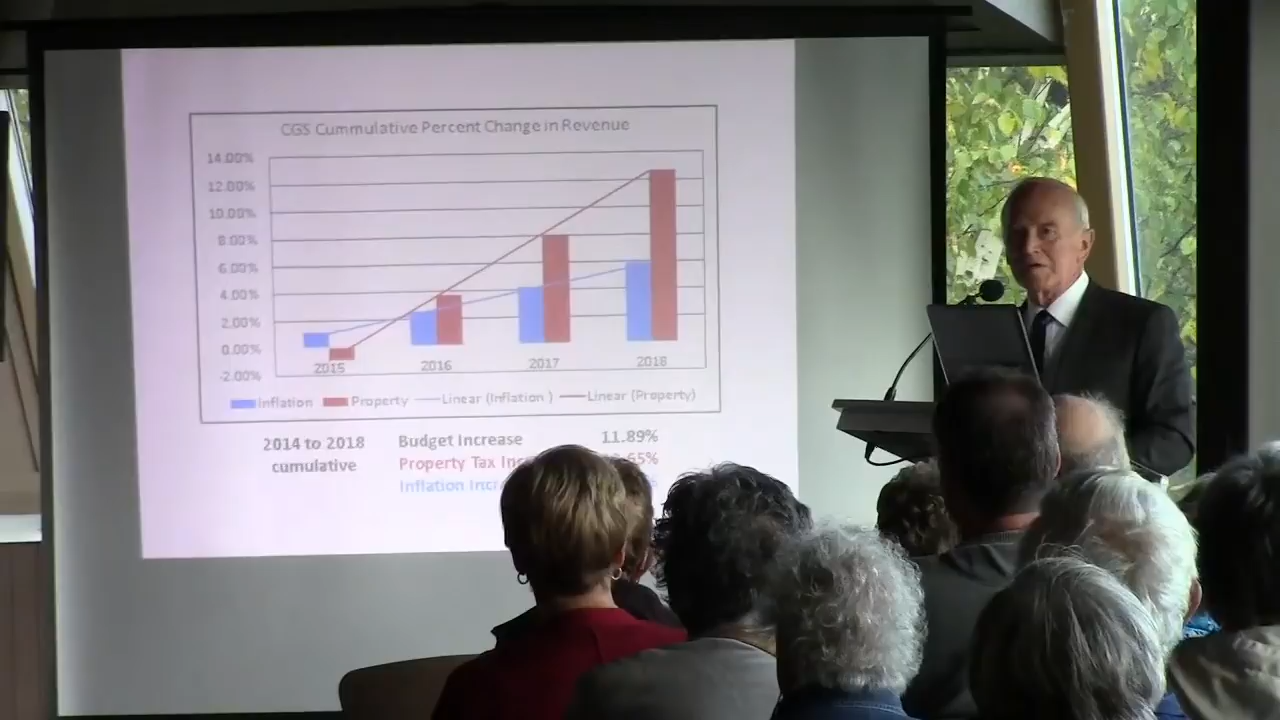 CGS Cummulative Percent Change in Revenue
14.00%
12.00%
10.00%
8.00%
6.00%
4.00%
2.00%
0.00%
-2.00%
2015 2016 2017 2018
Inflation Property Linear (Inflation ) Linear (Property)
2014 to 2018 Budget Increase 11.89%
cumulative Property Tax
Inflation